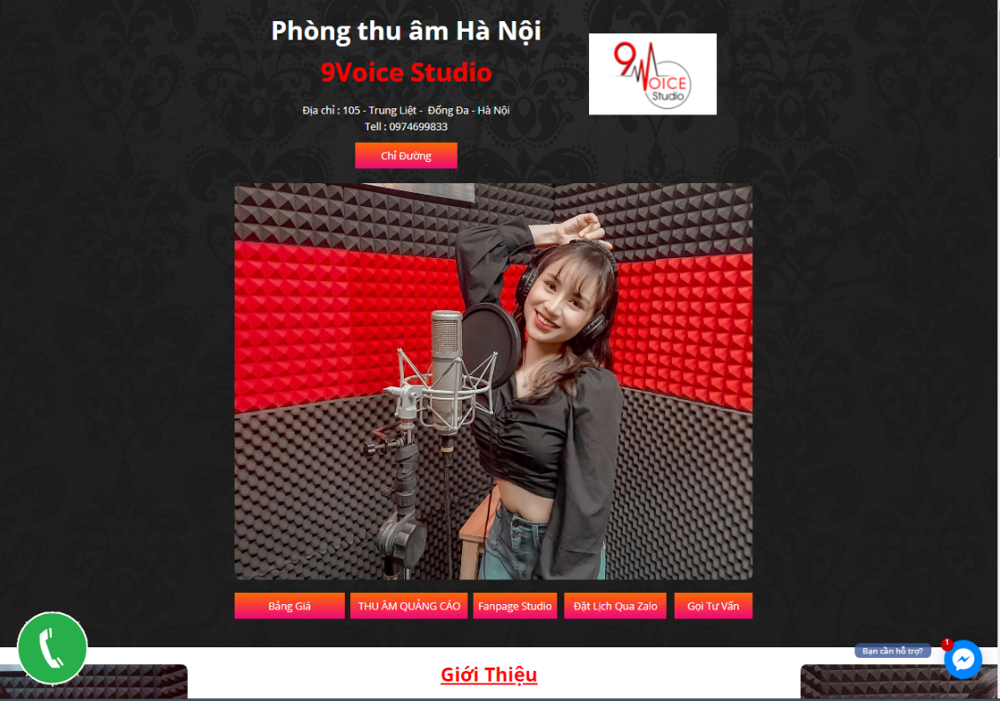 Phòng thu âm Hà Nội
9Voice Studio
Địa chỉ : 105 - Trung Liệt - Đống Đa - Hà Nội
Tell : 0974699833
Chỉ Đường
9VOICE
Studio
Bảng Giá
THU ÂM QUẢNG CÁO
Fanpage Studio
Đặt Lịch Qua Zalo
Gọi Tư Vấn
Bạn cần hỗ trợ?
1
Giới Thiệu